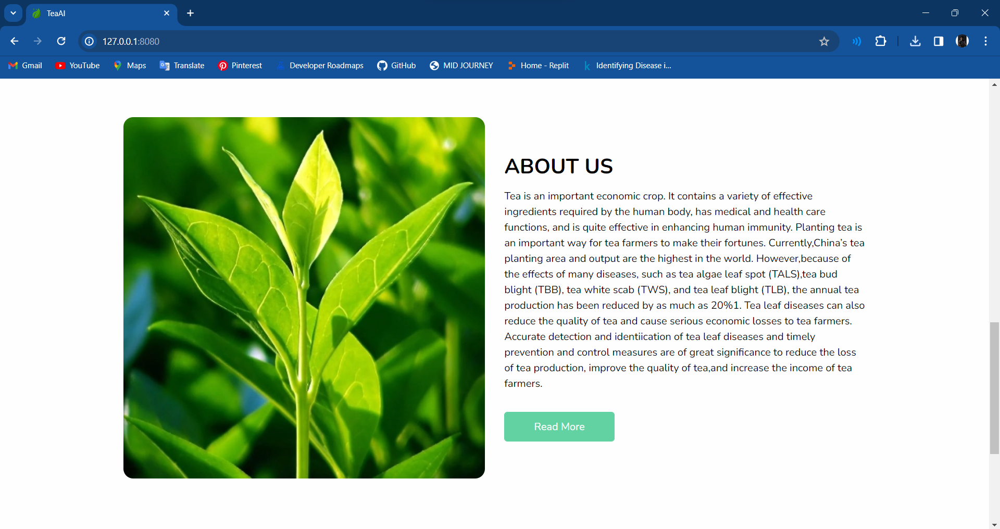 TeaAI
127.0.0.1:8080
Gmail YouTube Maps Translate Pinterest Developer Roadmaps GitHub MID JOURNEY Home - Replit Identifying Disease i...
ABOUT US
Tea is an important economic crop. It contains a variety of effective
ingredients required by the human body, has medical and health care
functions, and is quite effective in enhancing human immunity. Planting tea is
an important way for tea farmers to make their fortunes. Currently,China’s tea
planting area and output are the highest in the world. However,because of
the effects of many diseases, such as tea algae leaf spot (TALS),tea bud
blight (TBB), tea white scab (TWS), and tea leaf blight (TLB), the annual tea
production has been reduced by as much as 20%1. Tea leaf diseases can also
reduce the quality of tea and cause serious economic losses to tea farmers.
Accurate detection and identiication of tea leaf diseases and timely
prevention and control measures are of great significance to reduce the loss
of tea production, improve the quality of tea,and increase the income of tea
farmers.
Read More